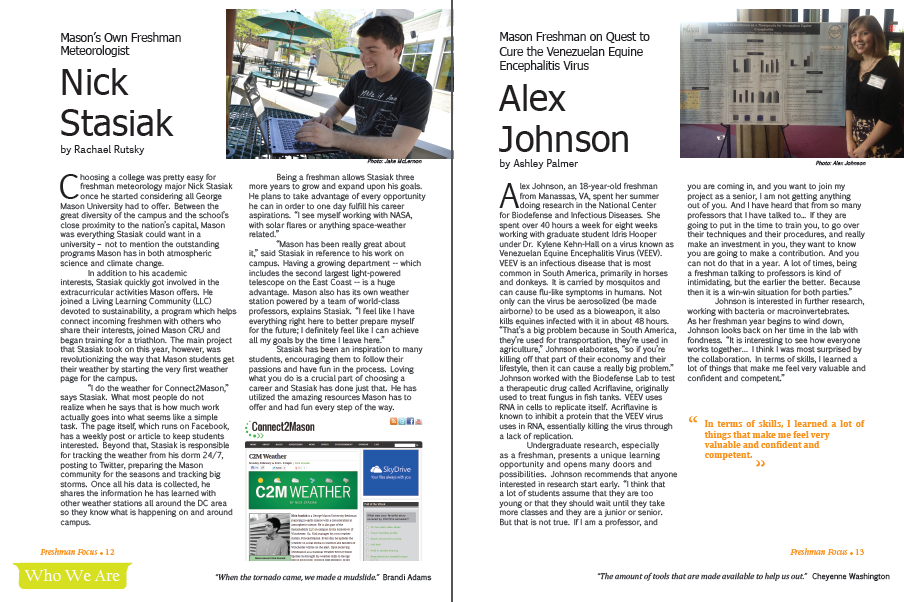 Mason's Own Freshman
Meteorologist
Nick
Stasiak
by Rachael Rutsky
Photo: Jake McLernon
Choosing a college was pretty easy for
freshman meteorology major Nick Stasiak
once he started considering all George
Mason University had to offer.  Between the
great diversity of the campus and the school's
close proximity to the nation's capital, Mason
was everything Stasiak could want in a
university – not to mention the outstanding
programs Mason has in both atmospheric
science and climate change.
In addition to his academic
interests, Stasiak quickly got involved in the
extracurricular activities Mason offers.  He
joined a Living Learning Community (LLC)
devoted to sustainability, a program which helps
connect incoming freshmen with others who
share their interests, joined Mason CRU and
began training for a triathlon.  The main project
that Stasiak took on this year, however, was
revolutionizing the way that Mason students get
their weather by starting the very first weather
page for the campus.
"I do the weather for Connect2Mason,"
says Stasiak.  What most people do not
realize when he says that is how much work
actually goes into what seems like a simple
task.  The page itself, which runs on Facebook,
has a weekly post or article to keep students
interested.  Beyond that, Stasiak is responsible
for tracking the weather from his dorm 24/7,
posting to Twitter, preparing the Mason
community for the seasons and tracking big
storms.  Once all his data is collected, he
shares the information he has learned with
other weather stations all around the DC area
so they know what is happening on and around
campus.
Being a freshman allows Stasiak three
more years to grow and expand upon his goals.
He plans to take advantage of every opportunity
he can in order to one day fulfill his career
aspirations.  "I see myself working with NASA,
with solar flares or anything space-weather
related."
"Mason has been really great about
it," said Stasiak in reference to his work on
campus.  Having a growing department -- which
includes the second largest light-powered
telescope on the East Coast -- is a huge
advantage.  Mason also has its own weather
station powered by a team of world-class
professors, explains Stasiak.  "I feel like I have
everything right here to better prepare myself
for the future; I definitely feel like I can achieve
all my goals by the time I leave here."
Stasiak has been an inspiration to many
students, encouraging them to follow their
passions and have fun in the process.  Loving
what you do is a crucial part of choosing a
career and Stasiak has done just that.  He has
utilized the amazing resources Mason has to
offer and had fun every step of the way.
Connect2Mason
C2M Weather
C2M WEATHER
SkyDrive
Freshman Focus • 12
Who We Are
"When the tornado came, we made a mudslide."  Brandi Adams
Mason Freshman on Quest to
Cure the Venezuelan Equine
Encephalitis Virus
Alex
Johnson
by Ashley Palmer
Photo: Alex Johnson
Alex Johnson, an 18-year-old freshman
from Manassas, VA, spent her summer
doing research in the National Center
for Biodefense and Infectious Diseases.  She
spent over 40 hours a week for eight weeks
working with graduate student Idris Hooper
under Dr.  Kylene Kehn-Hall on a virus known as
Venezuelan Equine Encephalitis Virus (VEEV).
VEEV is an infectious disease that is most
common in South America, primarily in horses
and donkeys.  It is carried by mosquitos and
can cause flu-like symptoms in humans.  Not
only can the virus be aerosolized (be made
airborne) to be used as a bioweapon, it also
kills equines infected with it in about 48 hours.
"That's a big problem because in South America,
they're used for transportation, they're used in
agriculture," Johnson elaborates, "so if you're
killing off that part of their economy and their
lifestyle, then it can cause a really big problem."
Johnson worked with the Biodefense Lab to test
a therapeutic drug called Acriflavine, originally
used to treat fungus in fish tanks.  VEEV uses
RNA in cells to replicate itself.  Acriflavine is
known to inhibit a protein that the VEEV virus
uses in RNA, essentially killing the virus through
a lack of replication.
Undergraduate research, especially
as a freshman, presents a unique learning
opportunity and opens many doors and
possibilities.  Johnson recommends that anyone
interested in research start early.  "I think that
a lot of students assume that they are too
young or that they should wait until they take
more classes and they are a junior or senior.
But that is not true.  If I am a professor, and
you are coming in, and you want to join my
project as a senior, I am not getting anything
out of you.  And I have heard that from so many
professors that I have talked to... If they are
going to put in the time to train you, to go over
their techniques and their procedures, and really
make an investment in you, they want to know
you are going to make a contribution.  And you
can not do that in a year.  A lot of times, being
a freshman talking to professors is kind of
intimidating, but the earlier the better.  Because
then it is a win-win situation for both parties."
Johnson is interested in further research,
working with bacteria or macroinvertebrates.
As her freshman year begins to wind down,
Johnson looks back on her time in this lab with
fondness.  "It is interesting to see how everyone
works together...  I think I was most surprised by
the collaboration.  In terms of skills, I learned a
lot of things that make me feel very valuable and
confident and competent."
“ In terms of skills, I learned a lot of
things that make me feel very
valuable and confident and
competent. ”
Freshman Focus • 13
"The amount of tools that are made available to help us out."  Cheyenne Washington